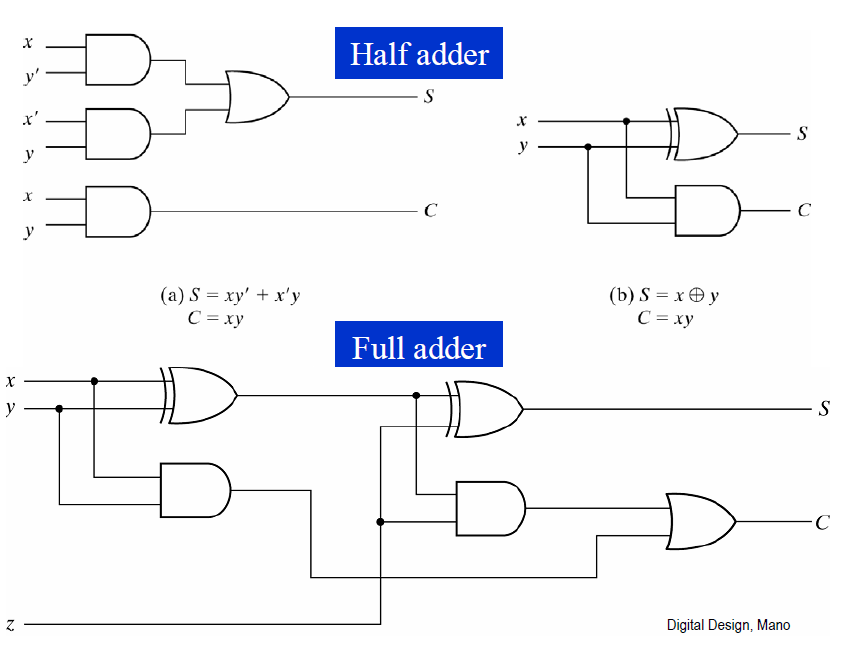 Half adder
x
y'
x'
y
x
y
S
C
x
y
S
C
(a) S = xy' + x'y
C = xy
(b) S = x ⊕ y
C = xy
Full adder
x
y
z
S
C
Digital Design, Mano